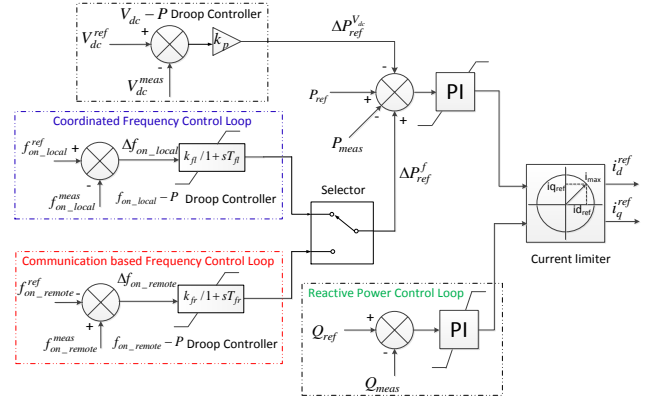 V_dc − P Droop Controller
V_dc^ref
+
-
k_p
V_dc^meas
ΔP_ref^{V_dc}
-
P_ref
+
-
+
P_meas
PI
Coordinated Frequency Control Loop
f_on_local^ref
+
-
Δf_on_local
k_fl / 1+sT_fl
f_on_local^meas
f_on_local − P Droop Controller
ΔP_ref^f
Selector
Communication based Frequency Control Loop
f_on_remote^ref
-
+
Δf_on_remote
k_fr / 1+sT_fr
f_on_remote^meas
f_on_remote − P Droop Controller
iq_ref
i_max
id_ref
Current limiter
i_d^ref
i_q^ref
Reactive Power Control Loop
Q_ref
+
-
PI
Q_meas